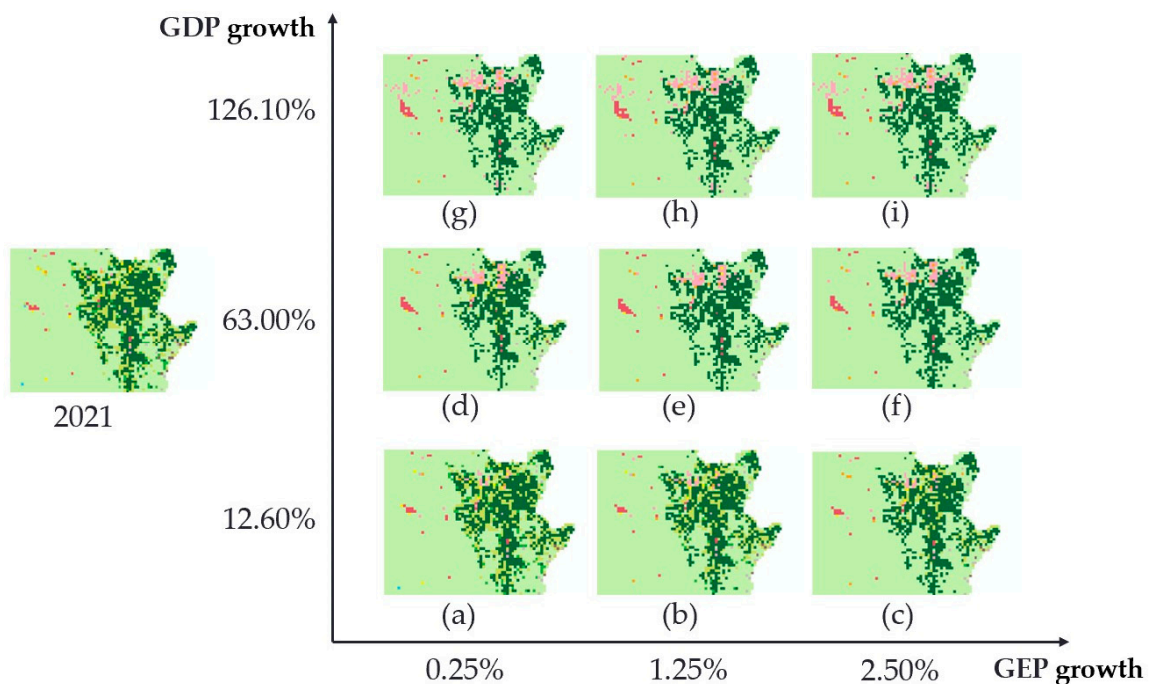 GDP growth
126.10%
(g) (h) (i)
63.00%
2021
(d) (e) (f)
12.60%
(a) (b) (c)
0.25% 1.25% 2.50% GEP growth